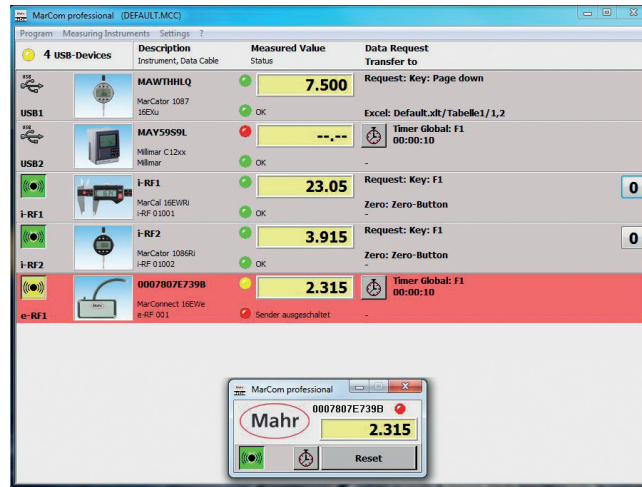 MarCom professional (DEFAULT.MCC)
Program Measuring Instruments Settings ?
4 USB-Devices
Description
Instrument, Data Cable
Measured Value
Status
Data Request
Transfer to
USB
USB1
MAWTHHLQ
MarCator 1087
16EXu
7.500
OK
Request: Key: Page down
Excel: Default.xlt/Tabelle1/1,2
USB
USB2
MAY59S9L
Millimar C12xx
Millimar
--.--
OK
Timer Global: F1
00:00:10
-
i-RF1
i-RF1
MarCal 16EWRi
i-RF 01001
23.05
OK
Request: Key: F1
Zero: Zero-Button
-
0
i-RF2
i-RF2
MarCator 1086Ri
i-RF 01002
3.915
OK
Request: Key: F1
Zero: Zero-Button
-
0
e-RF1
0007807E739B
MarConnect 16EWe
e-RF 001
2.315
Sender ausgeschaltet
Timer Global: F1
00:00:10
-
Mahr
MarCom professional
Mahr
0007807E739B
2.315
Reset